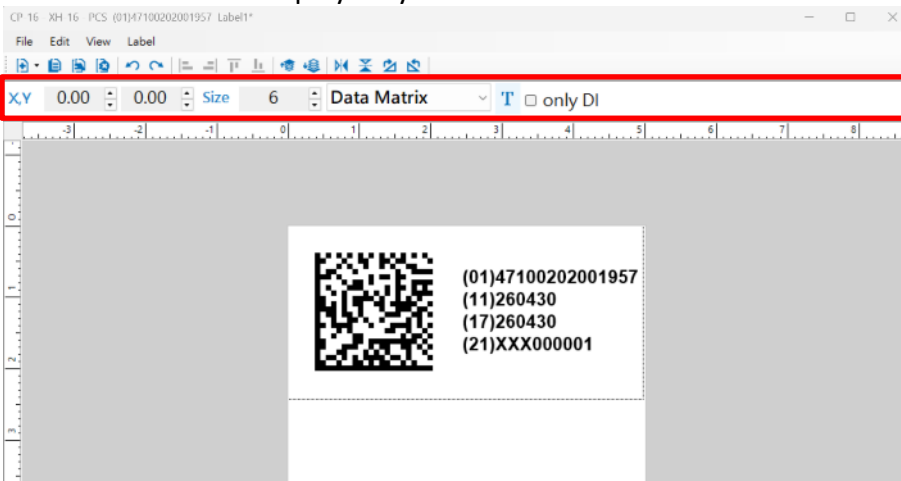 CP 16 XH 16 PCS (01)47100202001957 Label1*
File Edit View Label
X,Y 0.00 0.00 Size 6 Data Matrix T only DI
-3 -2 -1 0 1 2 3 4 5 6 7 8
0
1
2
3
(01)47100202001957
(11)260430
(17)260430
(21)XXX000001